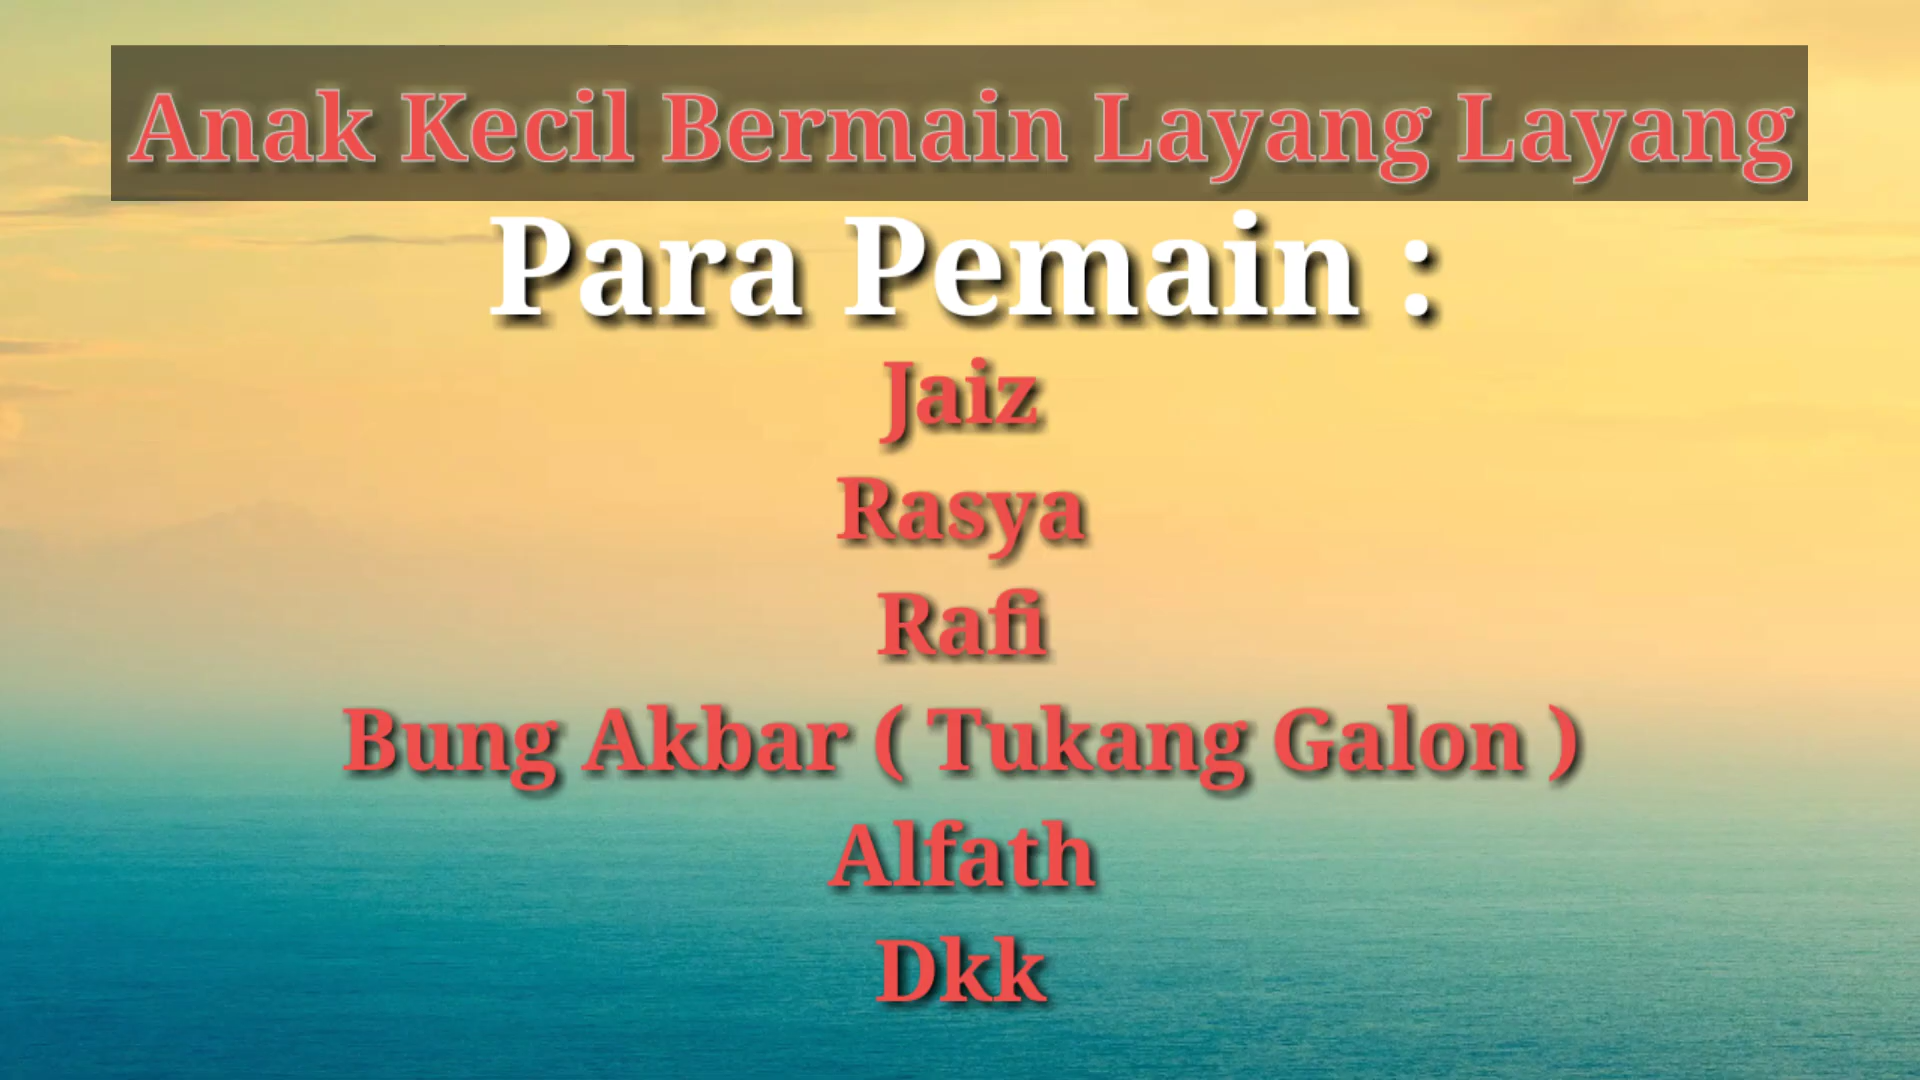 Anak Kecil Bermain Layang Layang
Para Pemain :
Jaiz
Rasya
Rafi
Bung Akbar ( Tukang Galon )
Alfath
Dkk